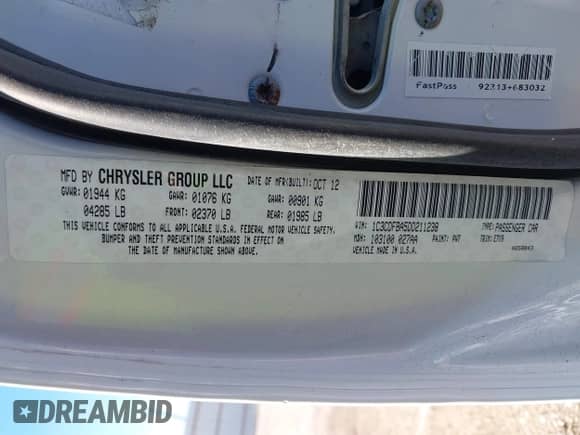 FastPass 92313+683032
MFD BY CHRYSLER GROUP LLC DATE OF MFR(BUILT): OCT 12
GVWR: 01944 KG GAWR: 01076 KG GAWR: 00901 KG
04285 LB FRONT: 02370 LB REAR: 01985 LB
THIS VEHICLE CONFORMS TO ALL APPLICABLE U.S.A. FEDERAL MOTOR VEHICLE SAFETY,
BUMPER AND THEFT PREVENTION STANDARDS IN EFFECT ON
THE DATE OF MANUFACTURE SHOWN ABOVE.
VIN: 1C3CDFBA5DD211238 TYPE: PASSENGER CAR
MDH: 103100 027AA PAINT: PW7 TRIM: E7X9
VEHICLE MADE IN U.S.A.
DREAMBID